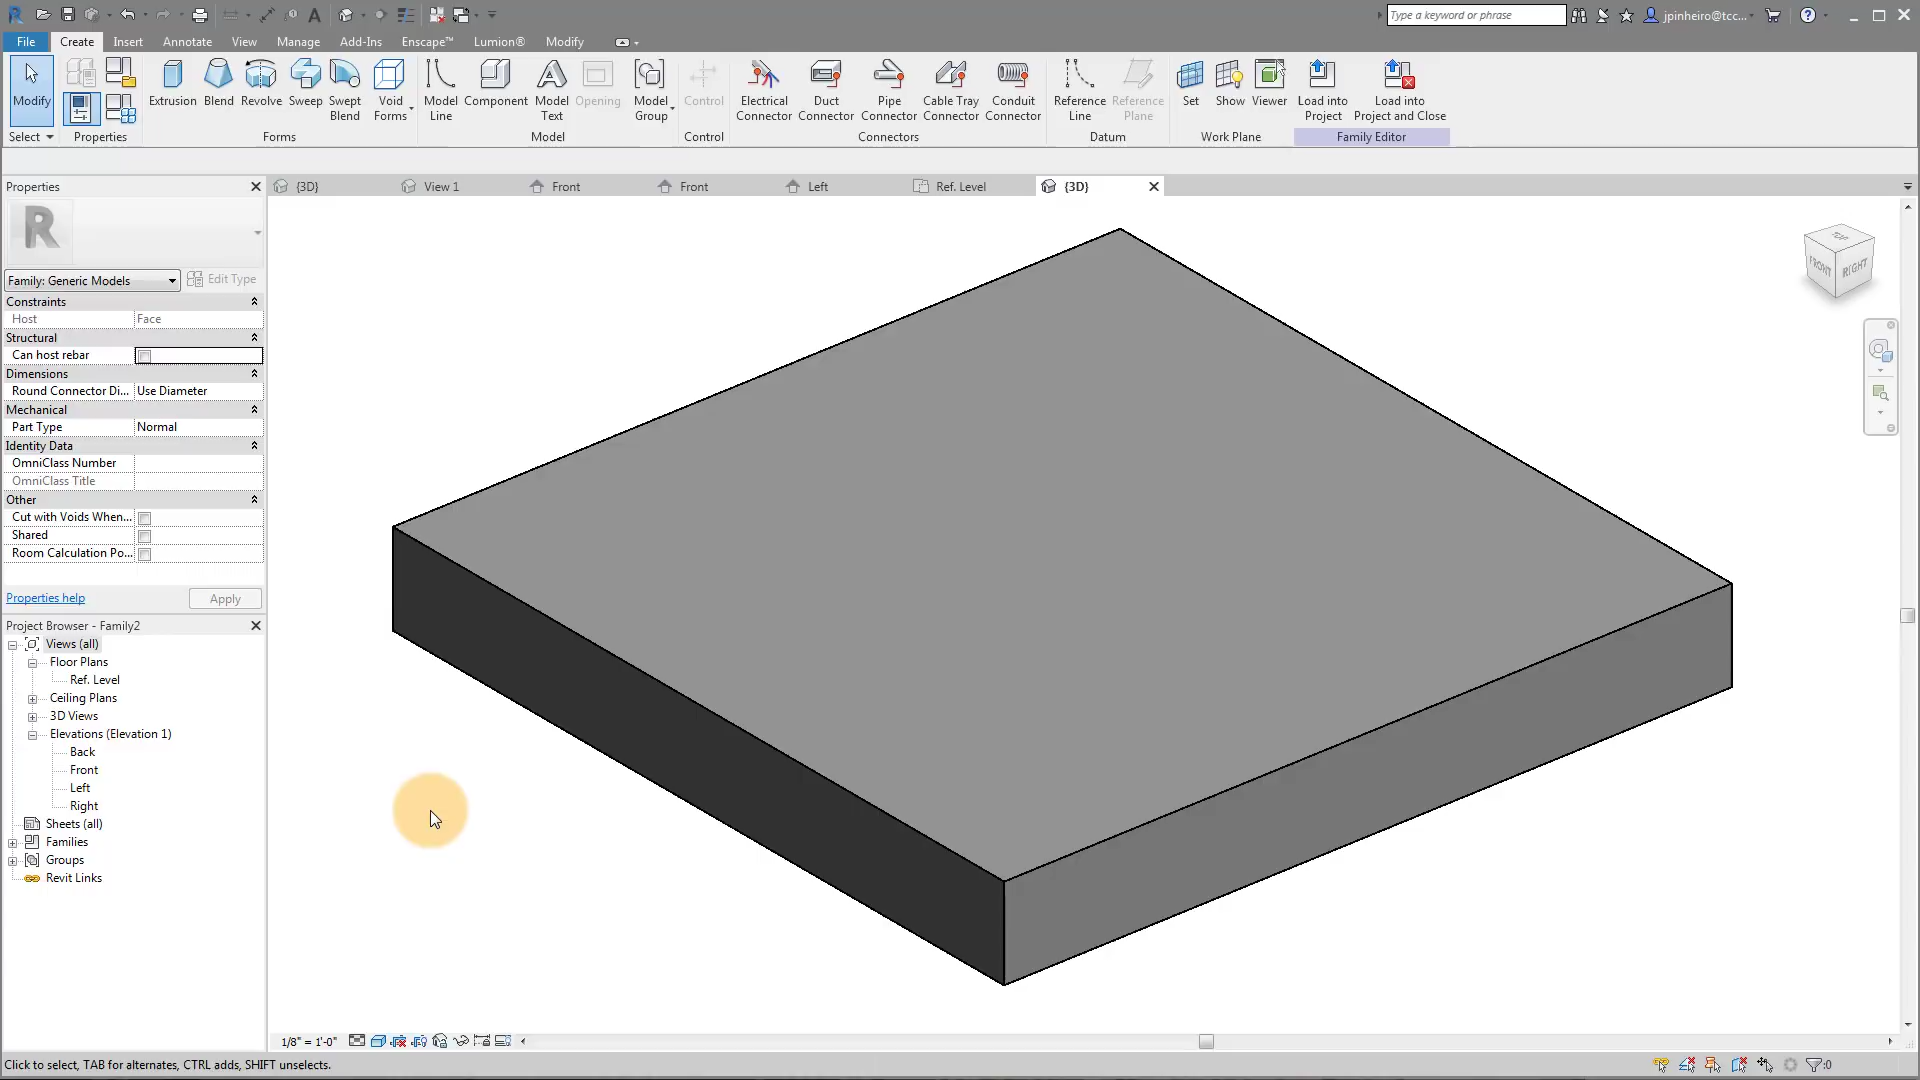 Type a keyword or phrase
jpinheiro@tcc...
File Create Insert Annotate View Manage Add-Ins Enscape™ Lumion® Modify
Modify
Select
Properties
Extrusion Blend Revolve Sweep Swept Blend Void Forms
Forms
Model Line Component Model Text Opening Model Group
Model
Control
Control
Electrical Connector Duct Connector Pipe Connector Cable Tray Connector Conduit Connector
Connectors
Reference Line Reference Plane
Datum
Set Show Viewer
Work Plane
Load into Project Load into Project and Close
Family Editor
Properties
{3D} View 1 Front Front Left Ref. Level {3D}
R
Family: Generic Models Edit Type
Constraints
Host Face
Structural
Can host rebar
Dimensions
Round Connector Di... Use Diameter
Mechanical
Part Type Normal
Identity Data
OmniClass Number
OmniClass Title
Other
Cut with Voids When...
Shared
Room Calculation Po...
Properties help Apply
Project Browser - Family2
Views (all)
Floor Plans
Ref. Level
Ceiling Plans
3D Views
Elevations (Elevation 1)
Back
Front
Left
Right
Sheets (all)
Families
Groups
Revit Links
TOP
FRONT RIGHT
1/8" = 1'-0"
Click to select, TAB for alternates, CTRL adds, SHIFT unselects.
:0